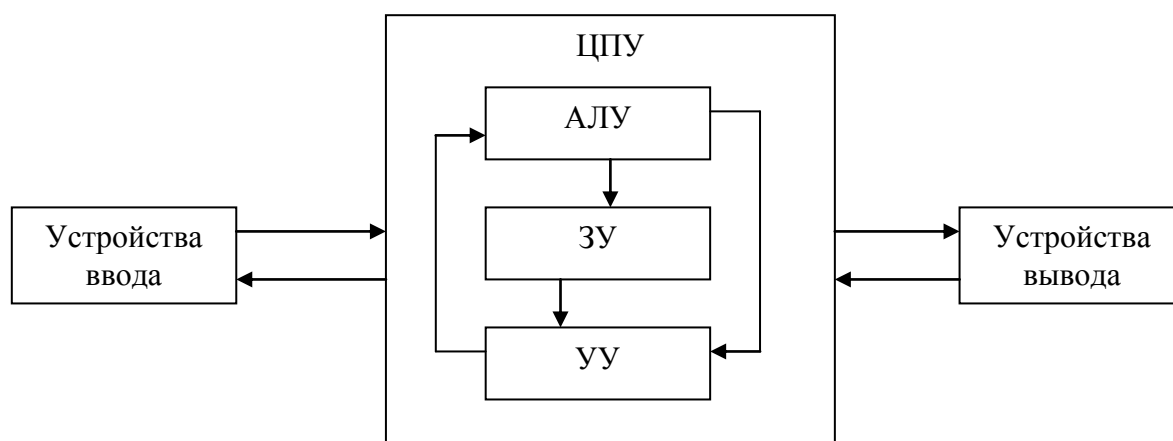 ЦПУ
АЛУ
ЗУ
УУ
Устройства
ввода
Устройства
вывода